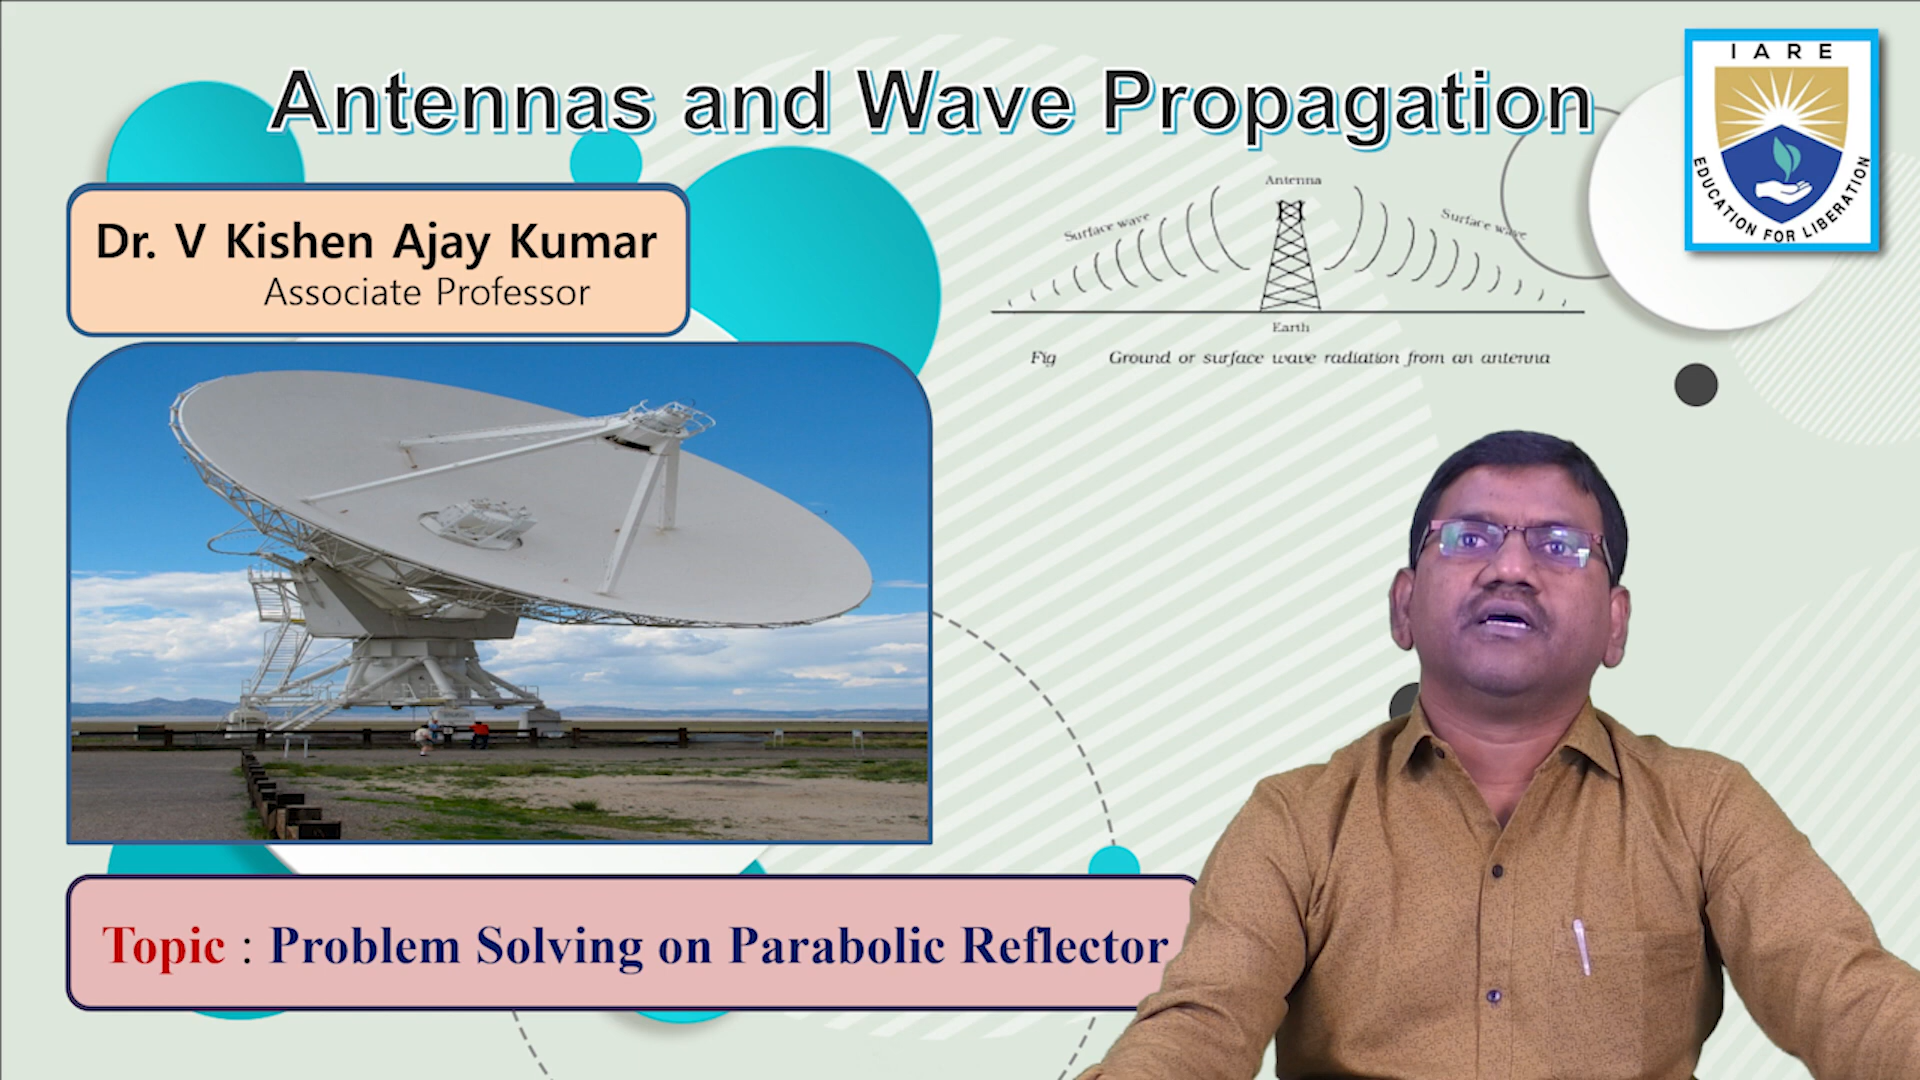 Antennas and Wave Propagation
IARE
EDUCATION FOR LIBERATION
Dr. V Kishen Ajay Kumar
Associate Professor
Antenna
Surface wave
Surface wave
Earth
Fig Ground or surface wave radiation from an antenna
Topic : Problem Solving on Parabolic Reflector